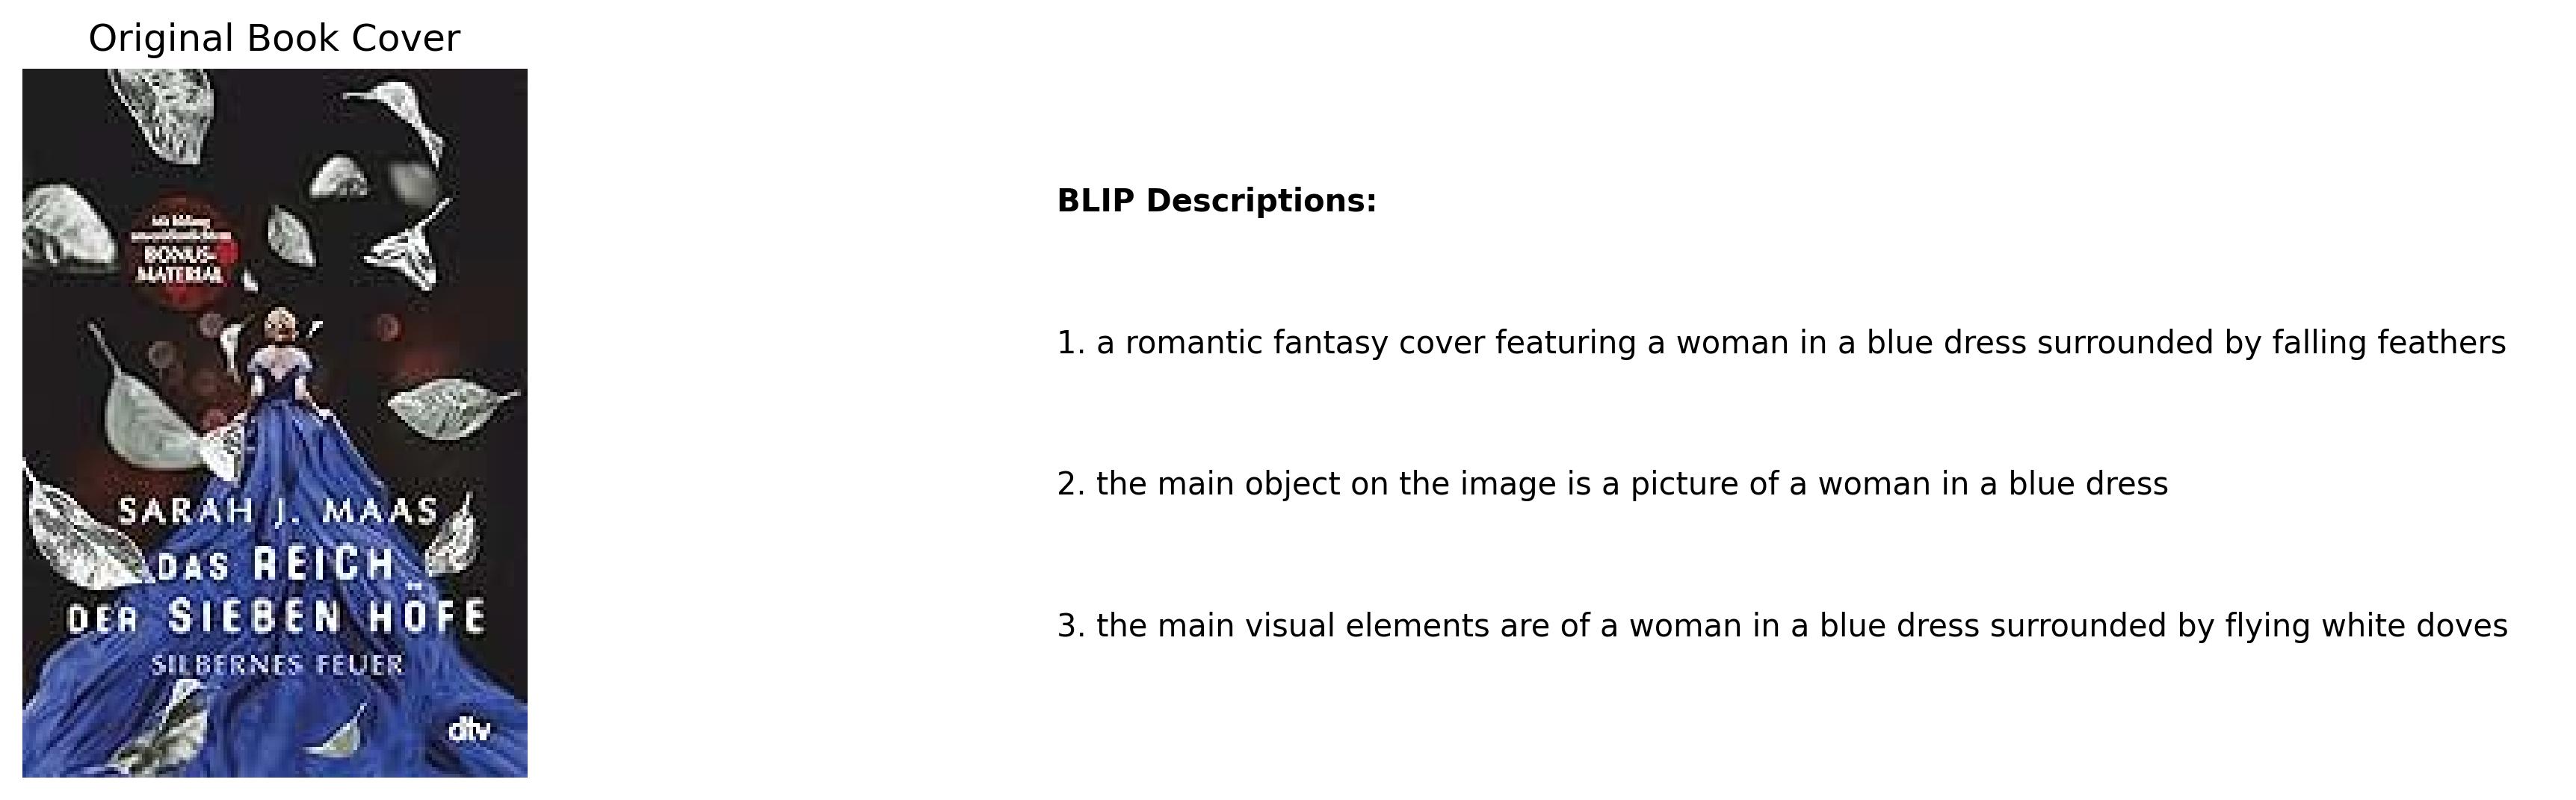 Original Book Cover
BONUS-
MATERIAL
SARAH J. MAAS
DAS REICH
DER SIEBEN HÖFE
SILBERNES FEUER
dtv
BLIP Descriptions:
1. a romantic fantasy cover featuring a woman in a blue dress surrounded by falling feathers
2. the main object on the image is a picture of a woman in a blue dress
3. the main visual elements are of a woman in a blue dress surrounded by flying white doves